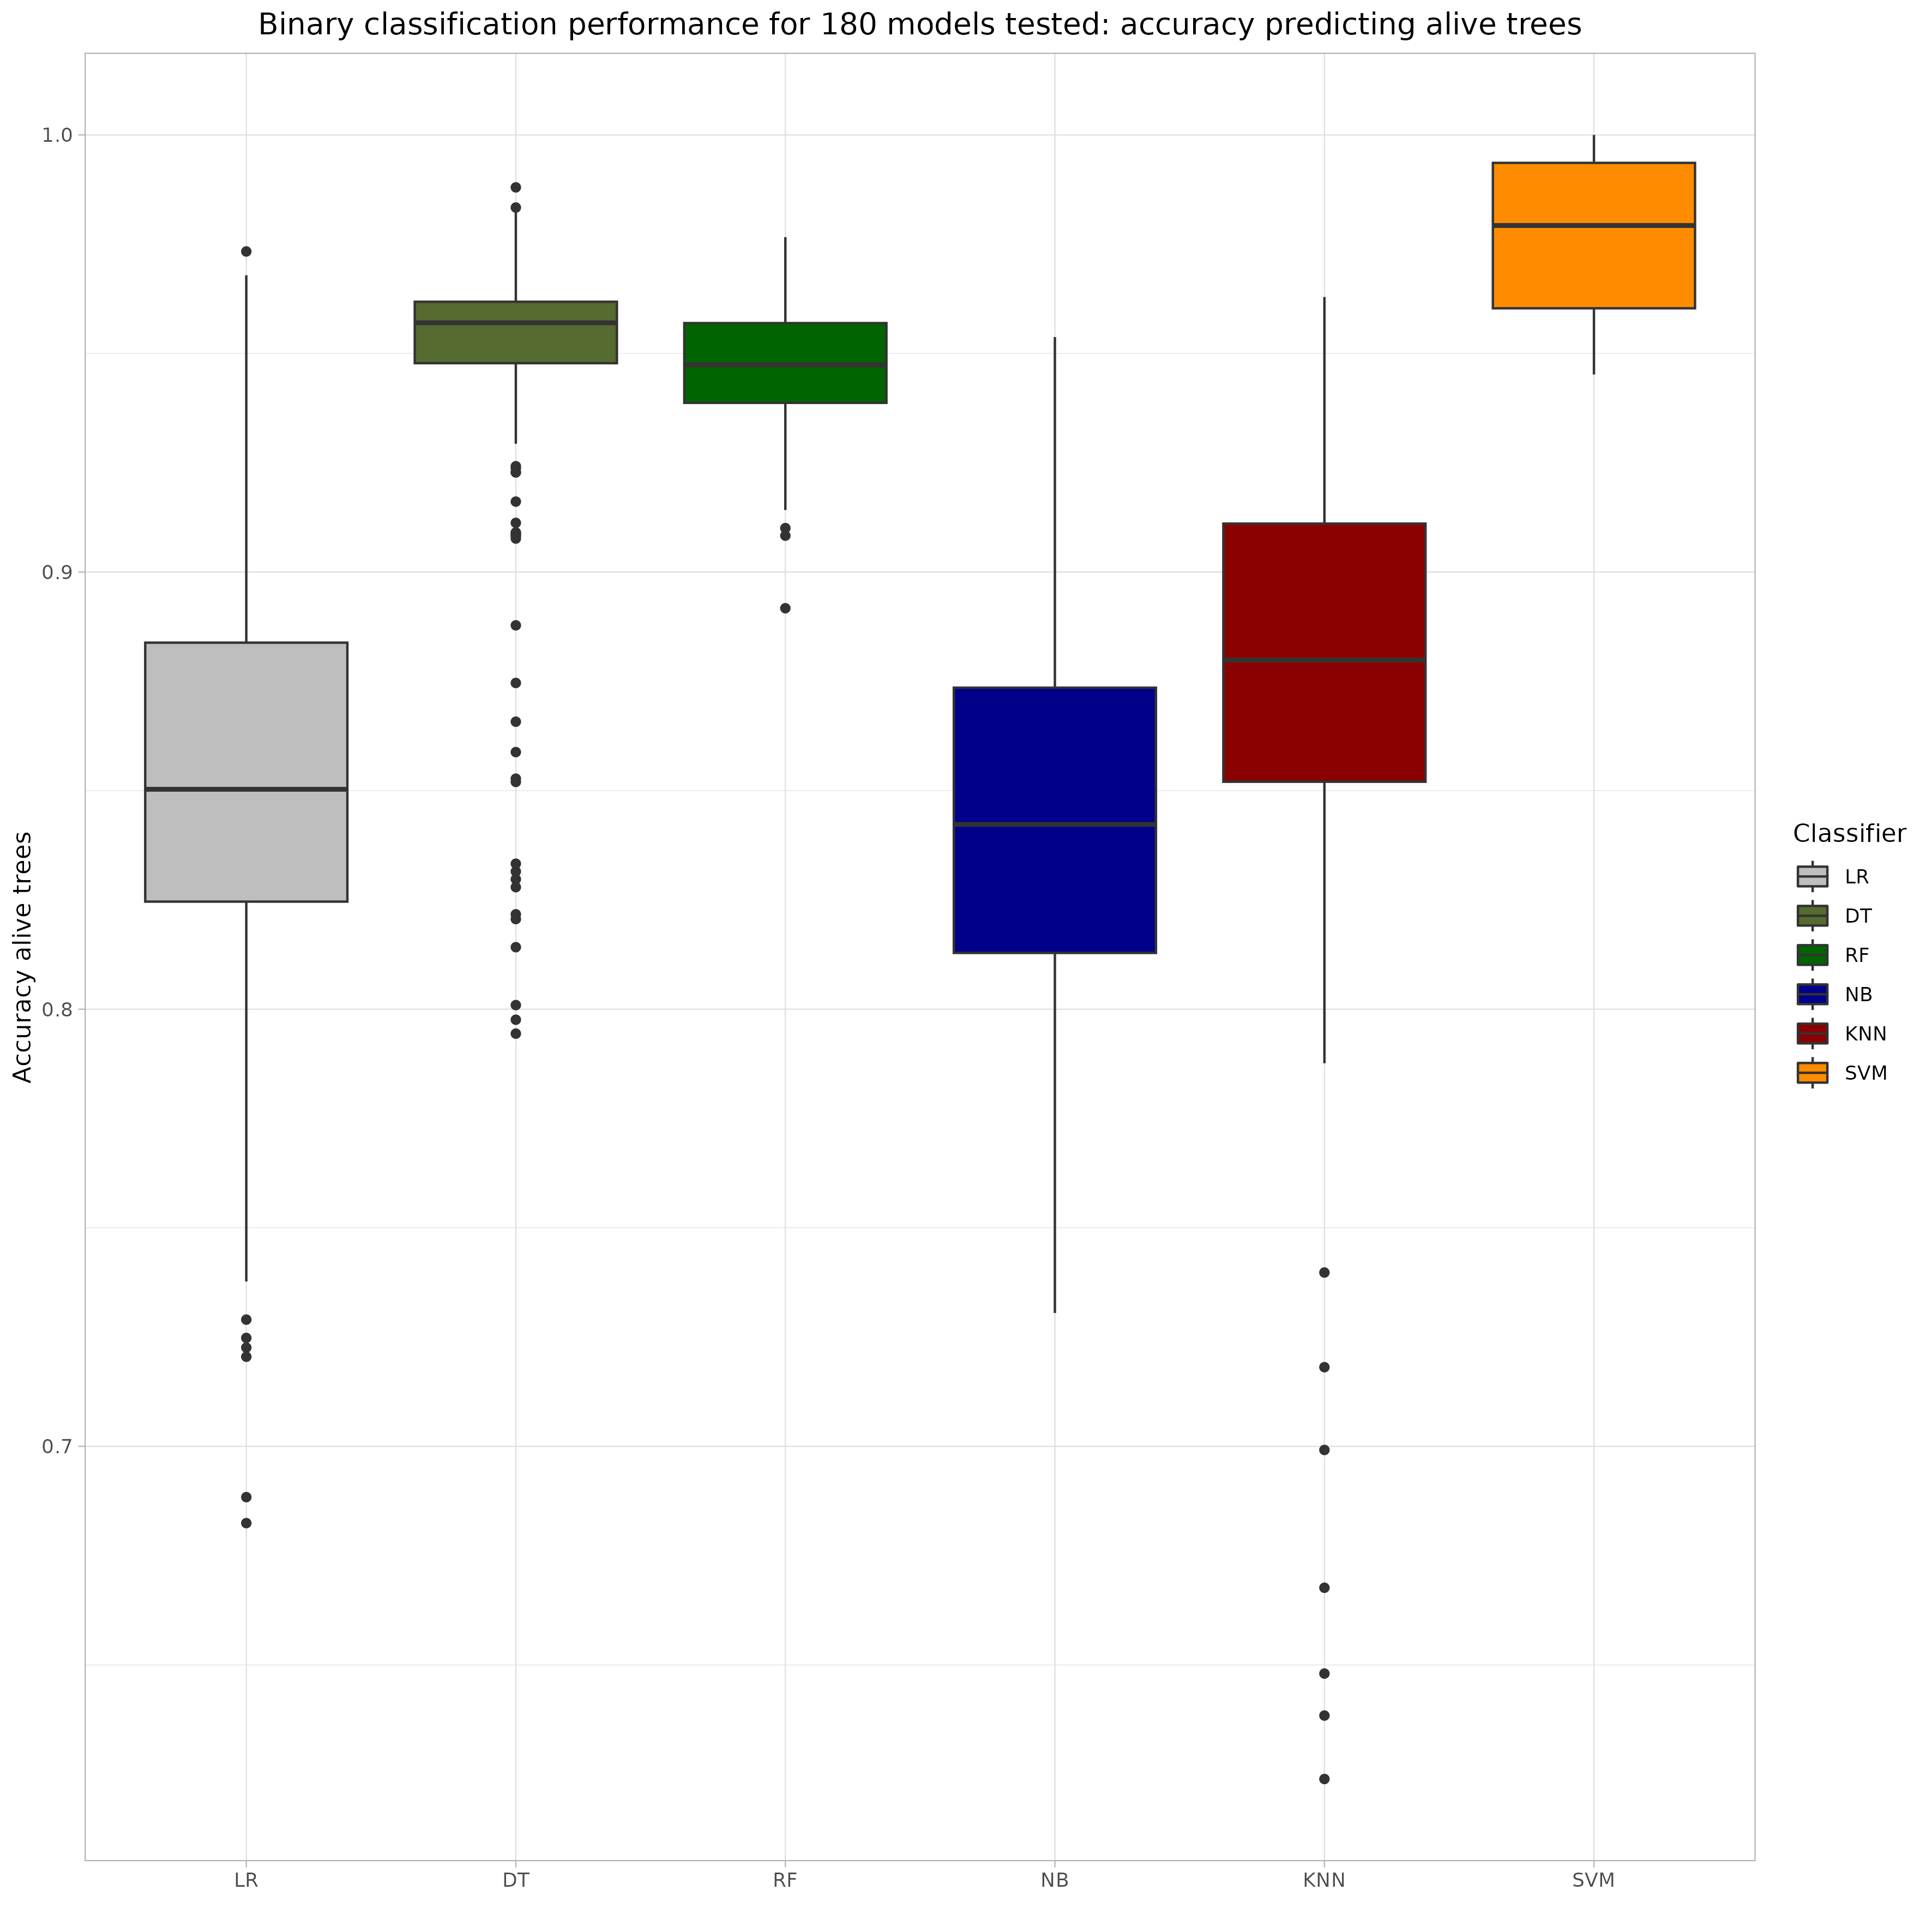 Binary classification performance for 180 models tested: accuracy predicting alive trees
Accuracy alive trees
1.0
0.9
0.8
0.7
LR
DT
RF
NB
KNN
SVM
Classifier
LR
DT
RF
NB
KNN
SVM